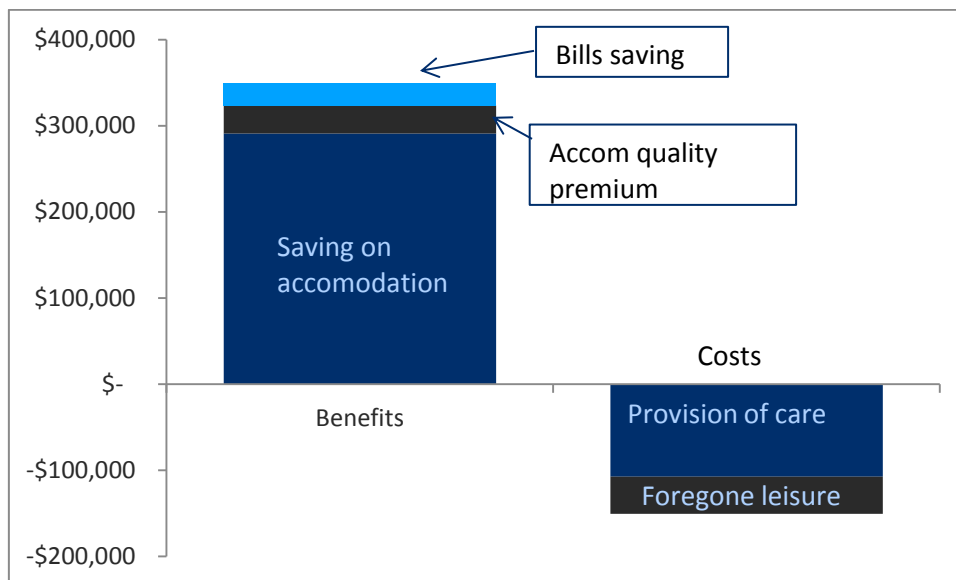 $400,000
Bills saving
$300,000
Accom quality
premium
$200,000
Saving on
accomodation
$100,000
Costs
$-
Benefits
Provision of care
-$100,000
Foregone leisure
-$200,000